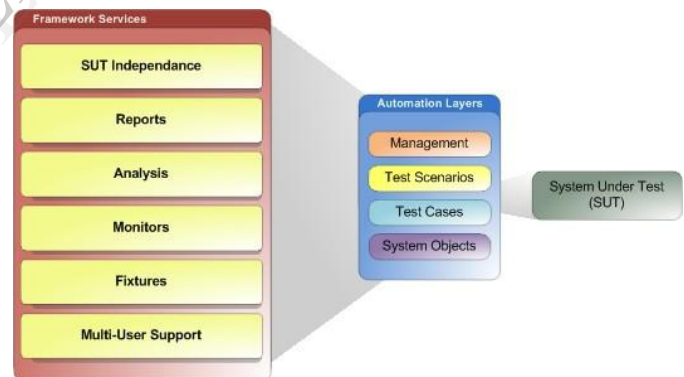 Framework Services
SUT Independance
Reports
Analysis
Monitors
Fixtures
Multi-User Support
Automation Layers
Management
Test Scenarios
Test Cases
System Objects
System Under Test
(SUT)